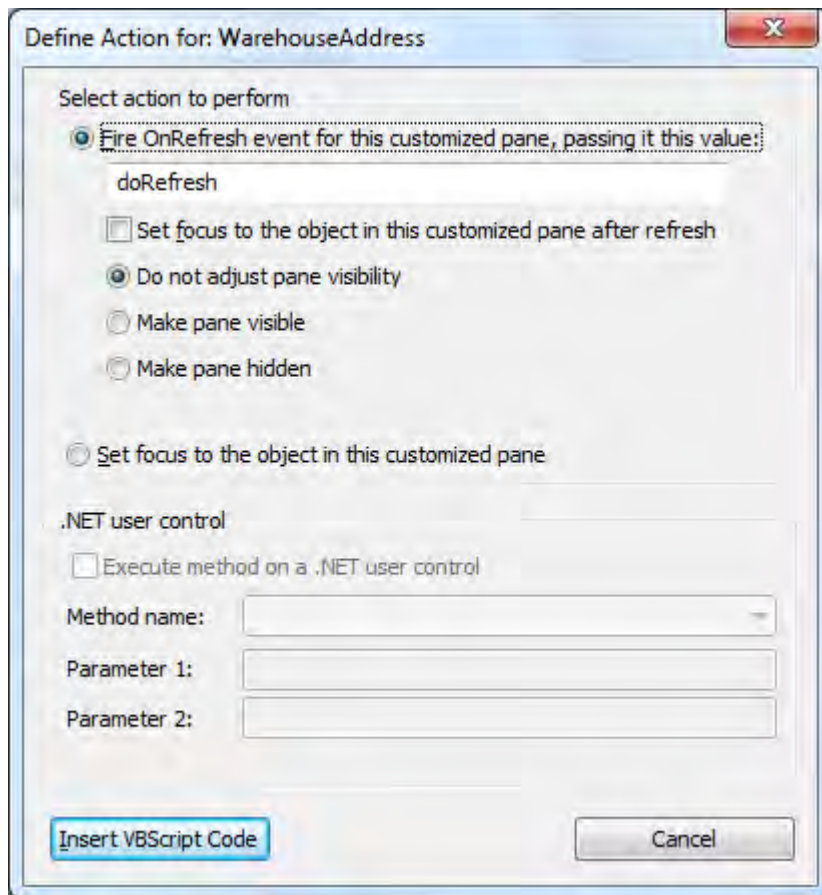 Define Action for: WarehouseAddress
Select action to perform
Fire OnRefresh event for this customized pane, passing it this value:
doRefresh
Set focus to the object in this customized pane after refresh
Do not adjust pane visibility
Make pane visible
Make pane hidden
Set focus to the object in this customized pane
.NET user control
Execute method on a .NET user control
Method name:
Parameter 1:
Parameter 2:
Insert VBScript Code
Cancel